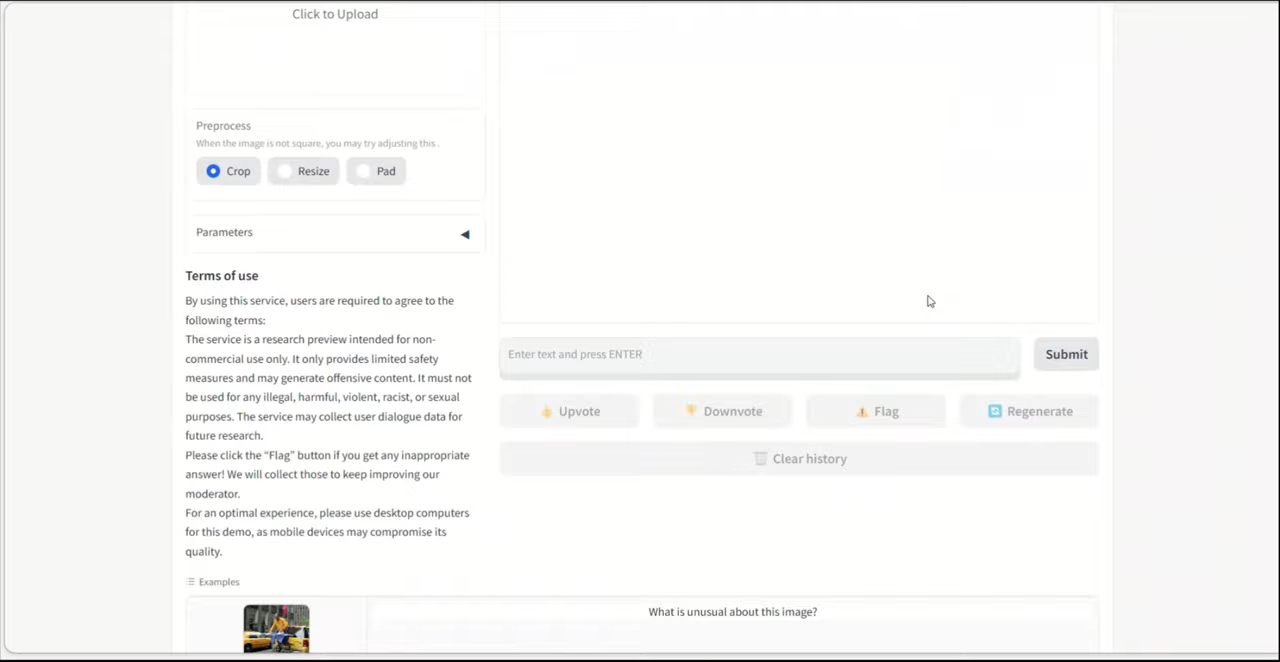 Click to Upload
Preprocess
When the image is not square, you may try adjusting this .
Crop
Resize
Pad
Parameters
Terms of use
By using this service, users are required to agree to the
following terms:
The service is a research preview intended for non-
commercial use only. It only provides limited safety
measures and may generate offensive content. It must not
be used for any illegal, harmful, violent, racist, or sexual
purposes. The service may collect user dialogue data for
future research.
Please click the “Flag” button if you get any inappropriate
answer! We will collect those to keep improving our
moderator.
For an optimal experience, please use desktop computers
for this demo, as mobile devices may compromise its
quality.
Enter text and press ENTER
Submit
Upvote
Downvote
Flag
Regenerate
Clear history
Examples
What is unusual about this image?